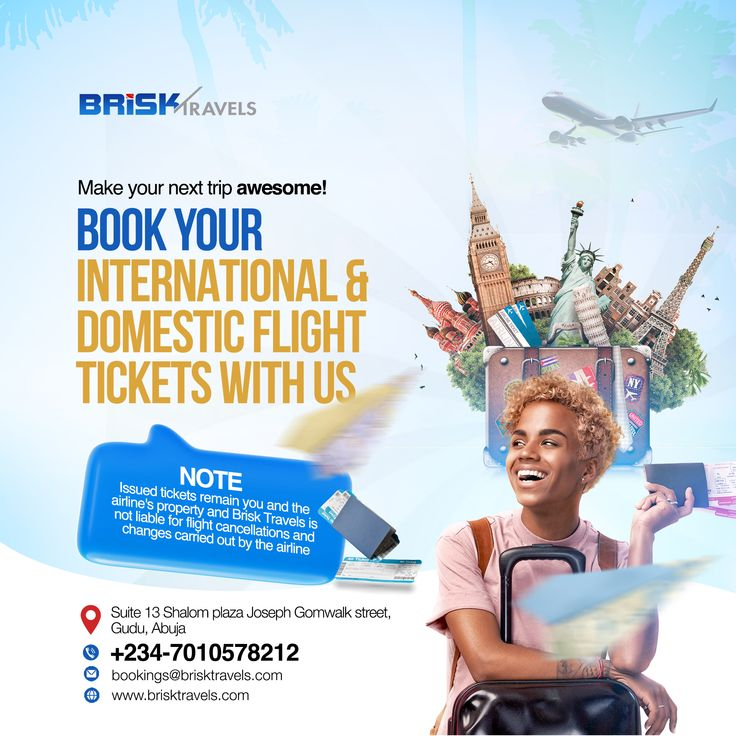 BRiSK TRAVELS
Make your next trip awesome!
BOOK YOUR
INTERNATIONAL &
DOMESTIC FLIGHT
TICKETS WITH US
NOTE
Issued tickets remain you and the
airline's property and Brisk Travels is
not liable for flight cancellations and
changes carried out by the airline
Suite 13 Shalom plaza Joseph Gomwalk street,
Gudu, Abuja
+234-7010578212
bookings@brisktravels.com
www.brisktravels.com
NY